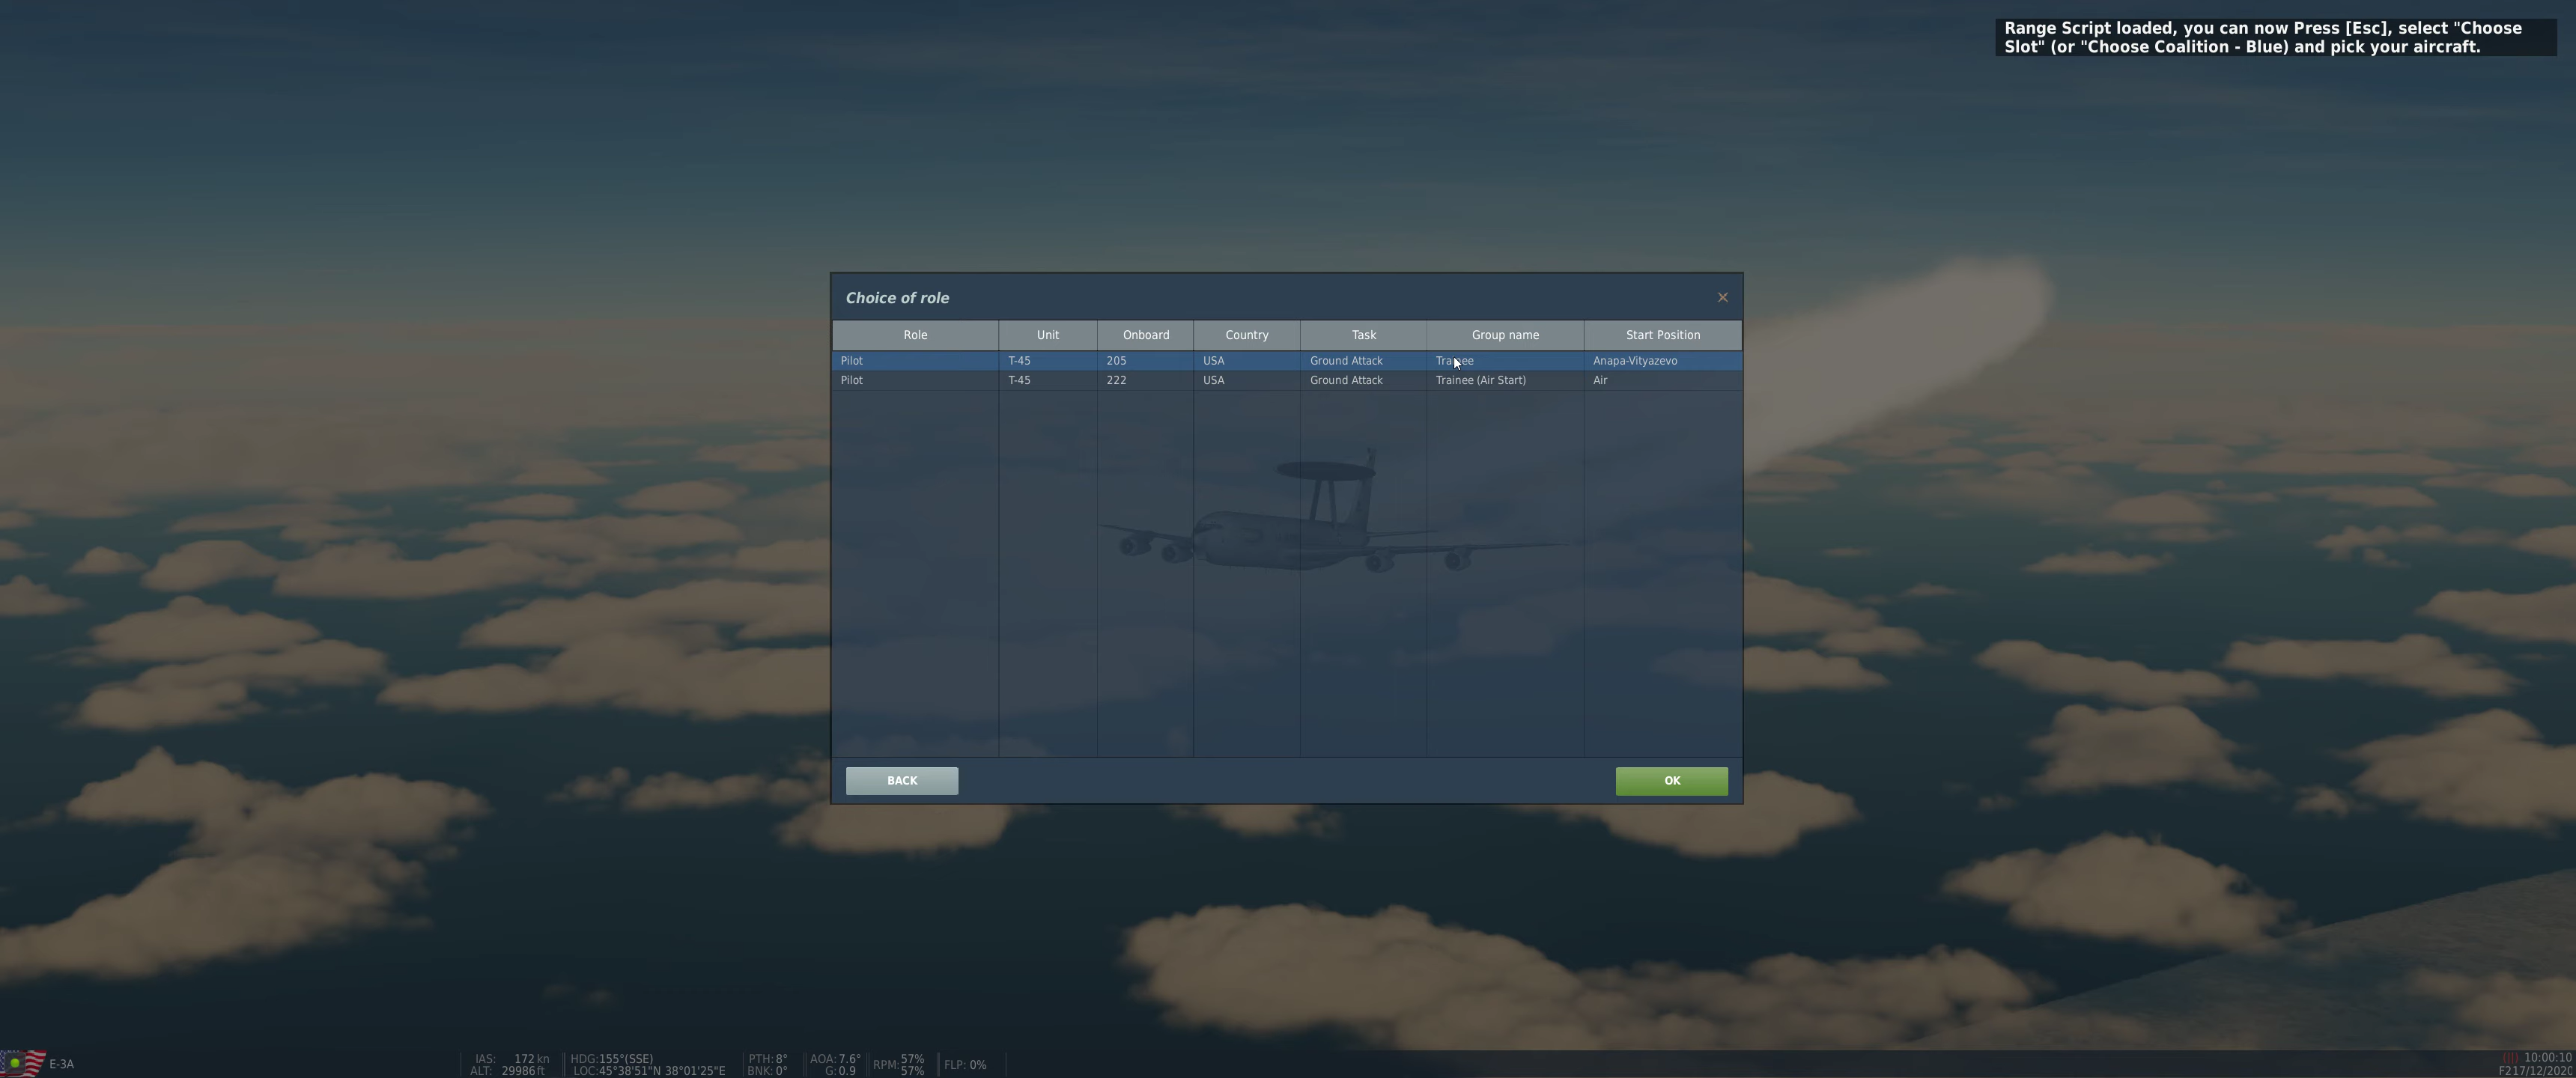 Range Script loaded, you can now Press [Esc], select "Choose
Slot" (or "Choose Coalition - Blue) and pick your aircraft.
Choice of role
Role Unit Onboard Country Task Group name Start Position
Pilot T-45 205 USA Ground Attack Trainee Anapa-Vityazevo
Pilot T-45 222 USA Ground Attack Trainee (Air Start) Air
BACK OK
E-3A IAS: 172 kn HDG:155°(SSE) PTH: 8° AOA: 7.6° RPM: 57% FLP: 0% 10:00:10
ALT: 29986 ft LOC:45°38'51"N 38°01'25"E BNK: 0° G: 0.9 57% F217/12/2020